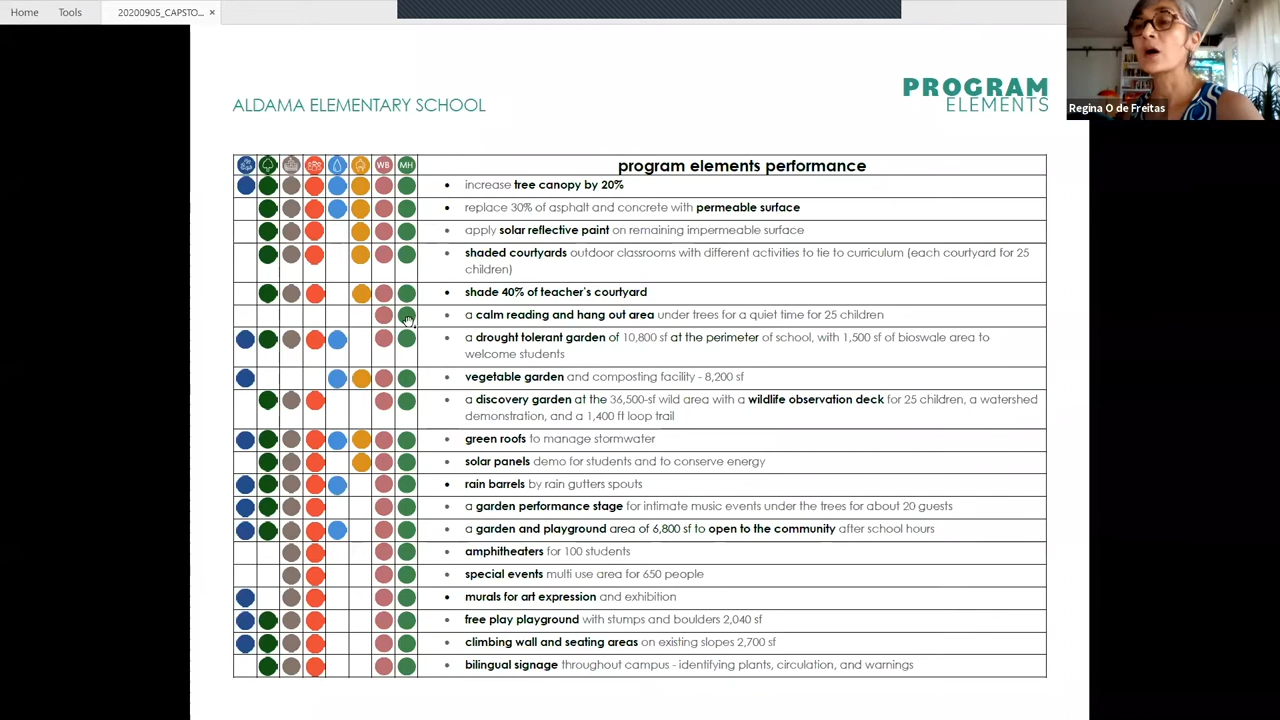 Home
Tools
20200905_CAPSTO...
×
Regina O de Freitas
ALDAMA ELEMENTARY SCHOOL
PROGRAM
ELEMENTS
WB
MH
program elements performance
• increase tree canopy by 20%
• replace 30% of asphalt and concrete with permeable surface
• apply solar reflective paint on remaining impermeable surface
• shaded courtyards outdoor classrooms with different activities to tie to curriculum (each courtyard for 25
children)
• shade 40% of teacher's courtyard
• a calm reading and hang out area under trees for a quiet time for 25 children
• a drought tolerant garden of 10,800 sf at the perimeter of school, with 1,500 sf of bioswale area to
welcome students
• vegetable garden and composting facility - 8,200 sf
• a discovery garden at the 36,500-sf wild area with a wildlife observation deck for 25 children, a watershed
demonstration, and a 1,400 ft loop trail
• green roofs to manage stormwater
• solar panels demo for students and to conserve energy
• rain barrels by rain gutters spouts
• a garden performance stage for intimate music events under the trees for about 20 guests
• a garden and playground area of 6,800 sf to open to the community after school hours
• amphitheaters for 100 students
• special events multi use area for 650 people
• murals for art expression and exhibition
• free play playground with stumps and boulders 2,040 sf
• climbing wall and seating areas on existing slopes 2,700 sf
• bilingual signage throughout campus - identifying plants, circulation, and warnings